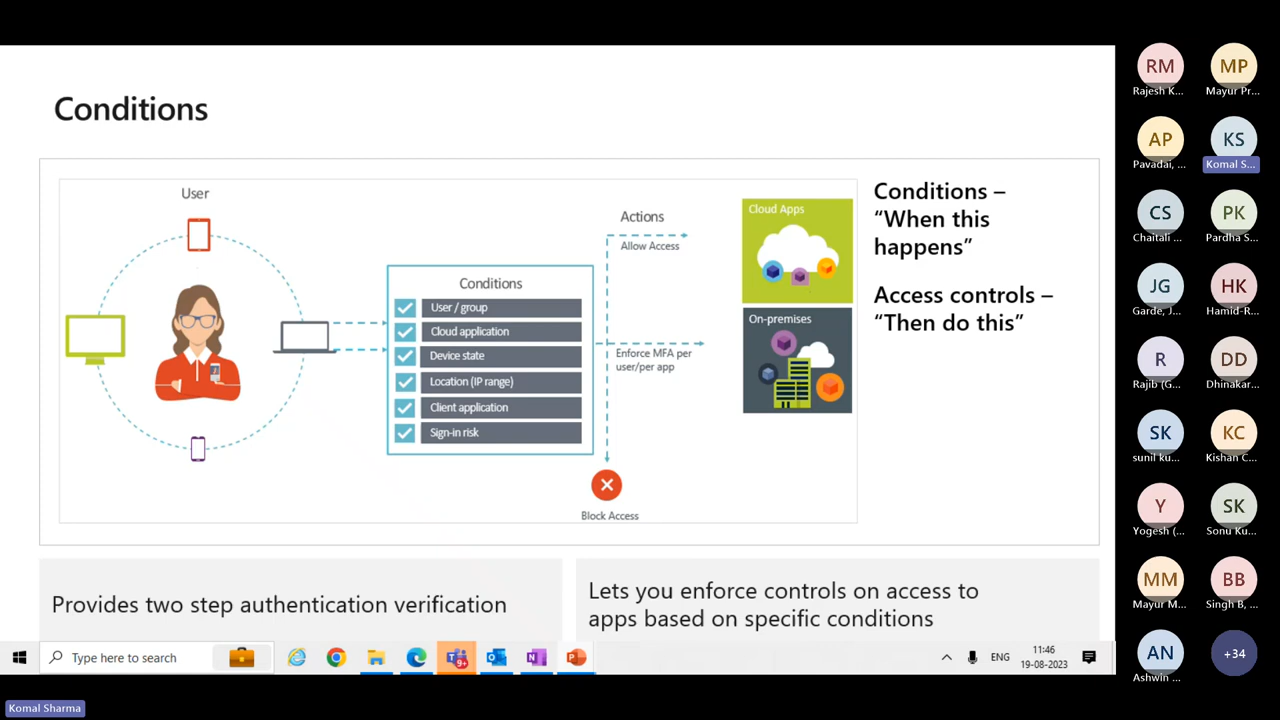 Conditions
User
Conditions
User / group
Cloud application
Device state
Location (IP range)
Client application
Sign-in risk
Actions
Allow Access
Enforce MFA per
user/per app
Block Access
Cloud Apps
On-premises
Conditions –
“When this
happens”
Access controls –
“Then do this”
Provides two step authentication verification
Lets you enforce controls on access to
apps based on specific conditions
Type here to search
9+
ENG
11:46
19-08-2023
RM
Rajesh K...
MP
Mayur Pr...
AP
Pavadai, ...
KS
Komal S...
CS
Chaitali ...
PK
Pardha S...
JG
Garde, J...
HK
Hamid-R...
R
Rajib (G...
DD
Dhinakar...
SK
sunil ku...
KC
Kishan C...
Y
Yogesh (...
SK
Sonu Ku...
MM
Mayur M...
BB
Singh B, ...
AN
Ashwin ...
+34
Komal Sharma